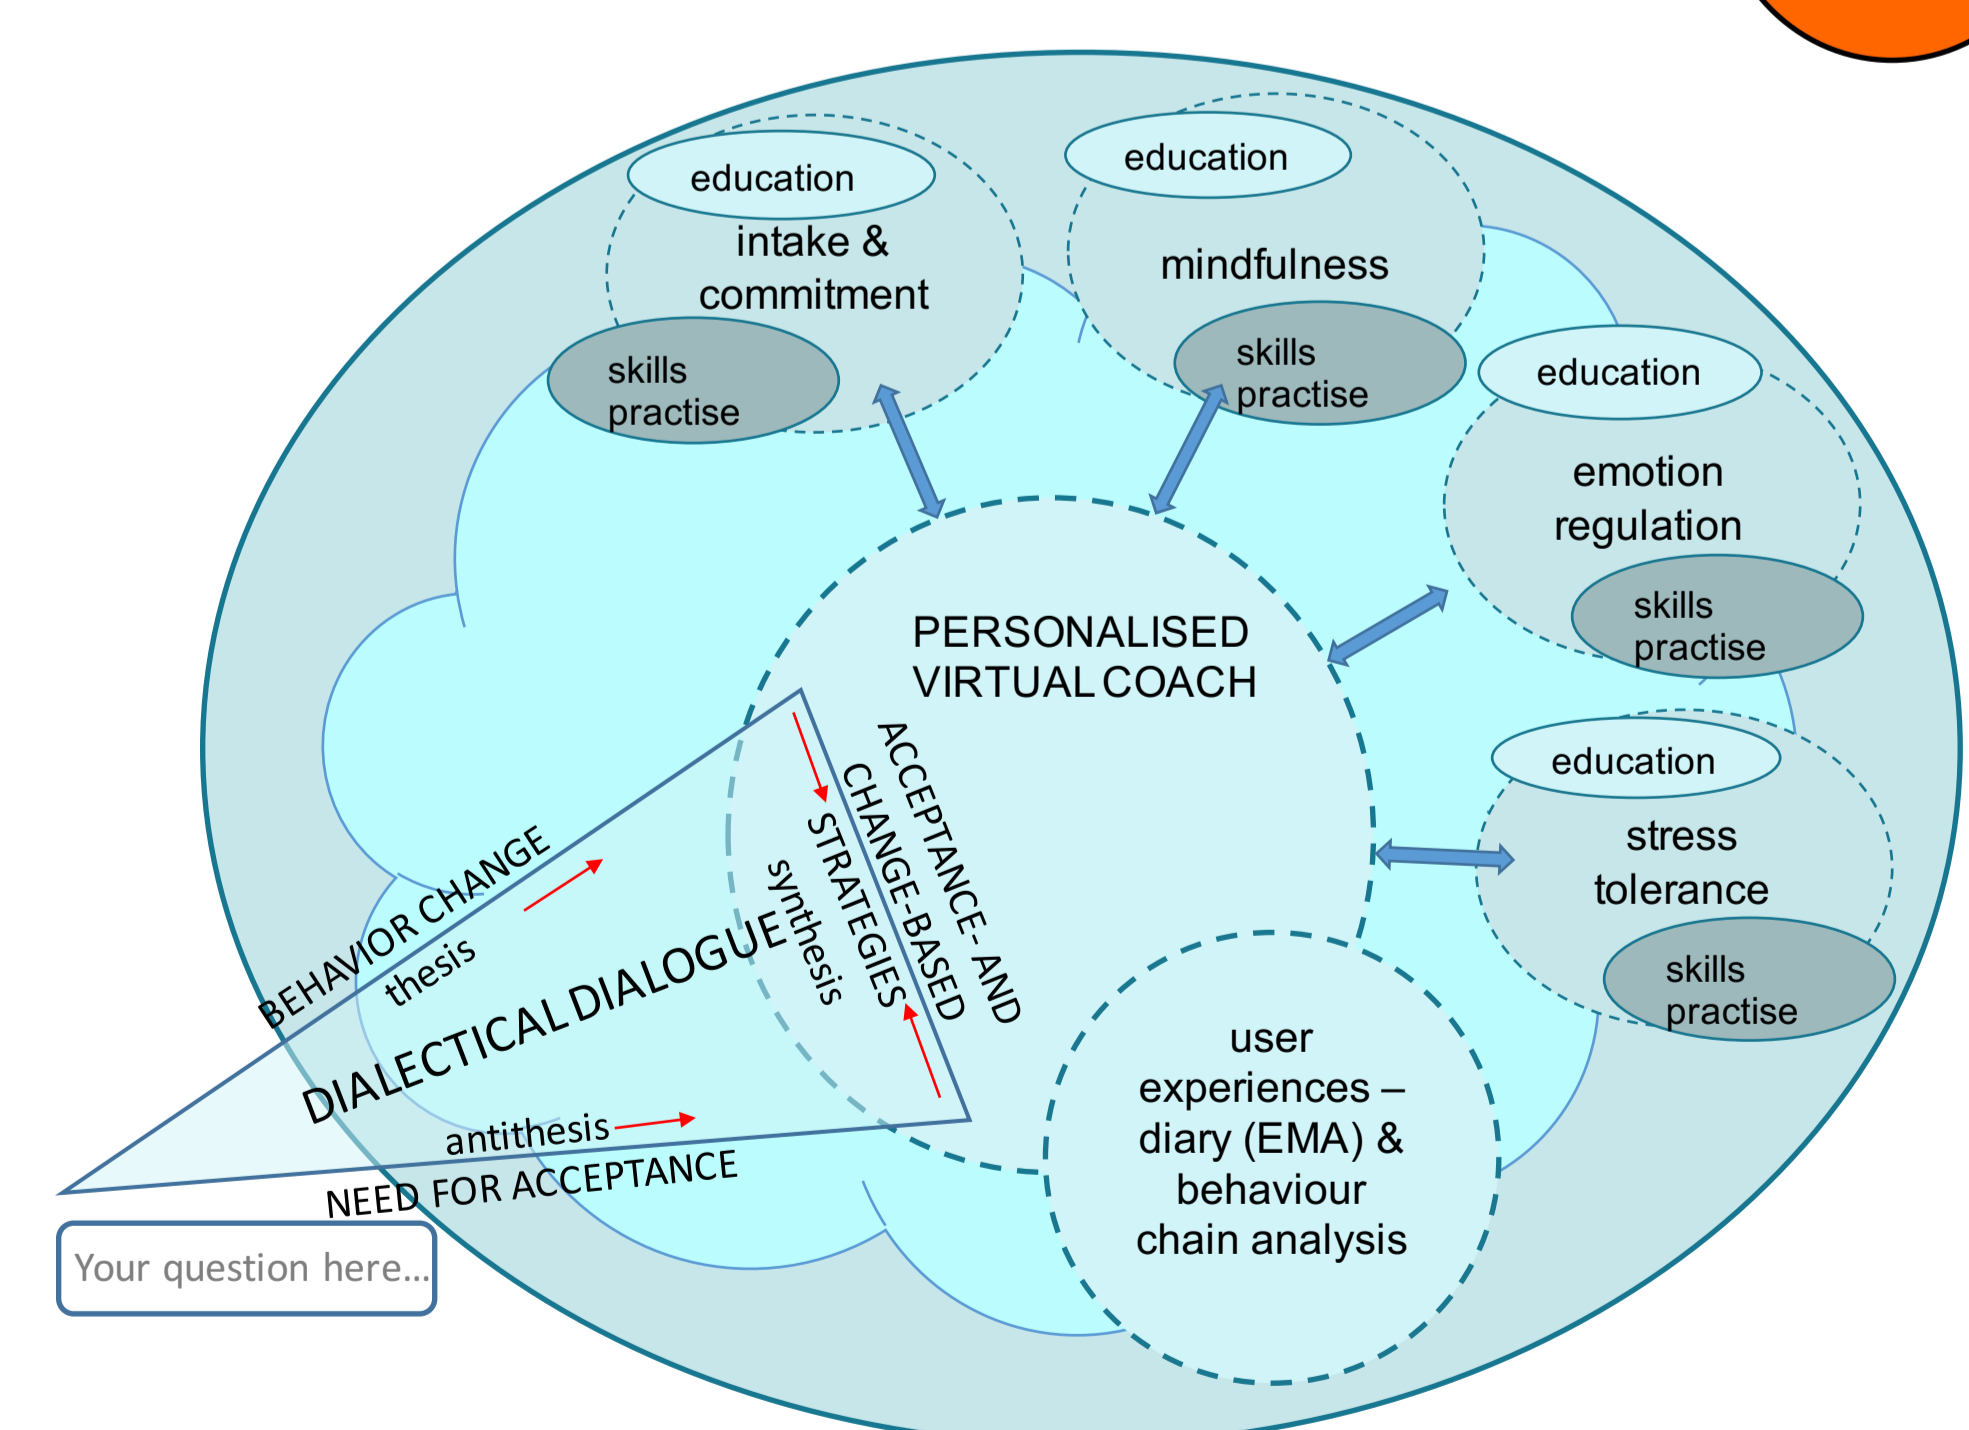 education
intake &
commitment
skills
practise
education
mindfulness
skills
practise
education
emotion
regulation
skills
practise
education
stress
tolerance
skills
practise
PERSONALISED
VIRTUAL COACH
ACCEPTANCE- AND
CHANGE-BASED
STRATEGIES
synthesis
BEHAVIOR CHANGE
thesis
DIALECTICAL DIALOGUE
antithesis
NEED FOR ACCEPTANCE
user
experiences –
diary (EMA) &
behaviour
chain analysis
Your question here...